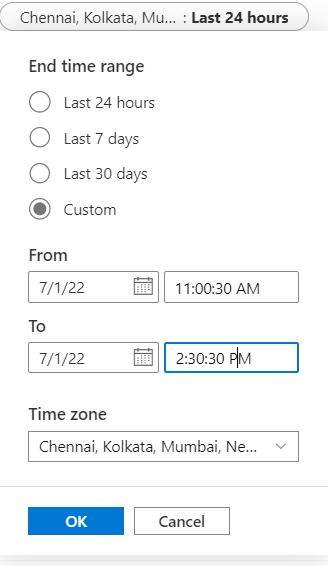 Chennai, Kolkata, Mu... : Last 24 hours
End time range
Last 24 hours
Last 7 days
Last 30 days
Custom
From
7/1/22 11:00:30 AM
To
7/1/22 2:30:30 PM
Time zone
Chennai, Kolkata, Mumbai, Ne...
OK Cancel